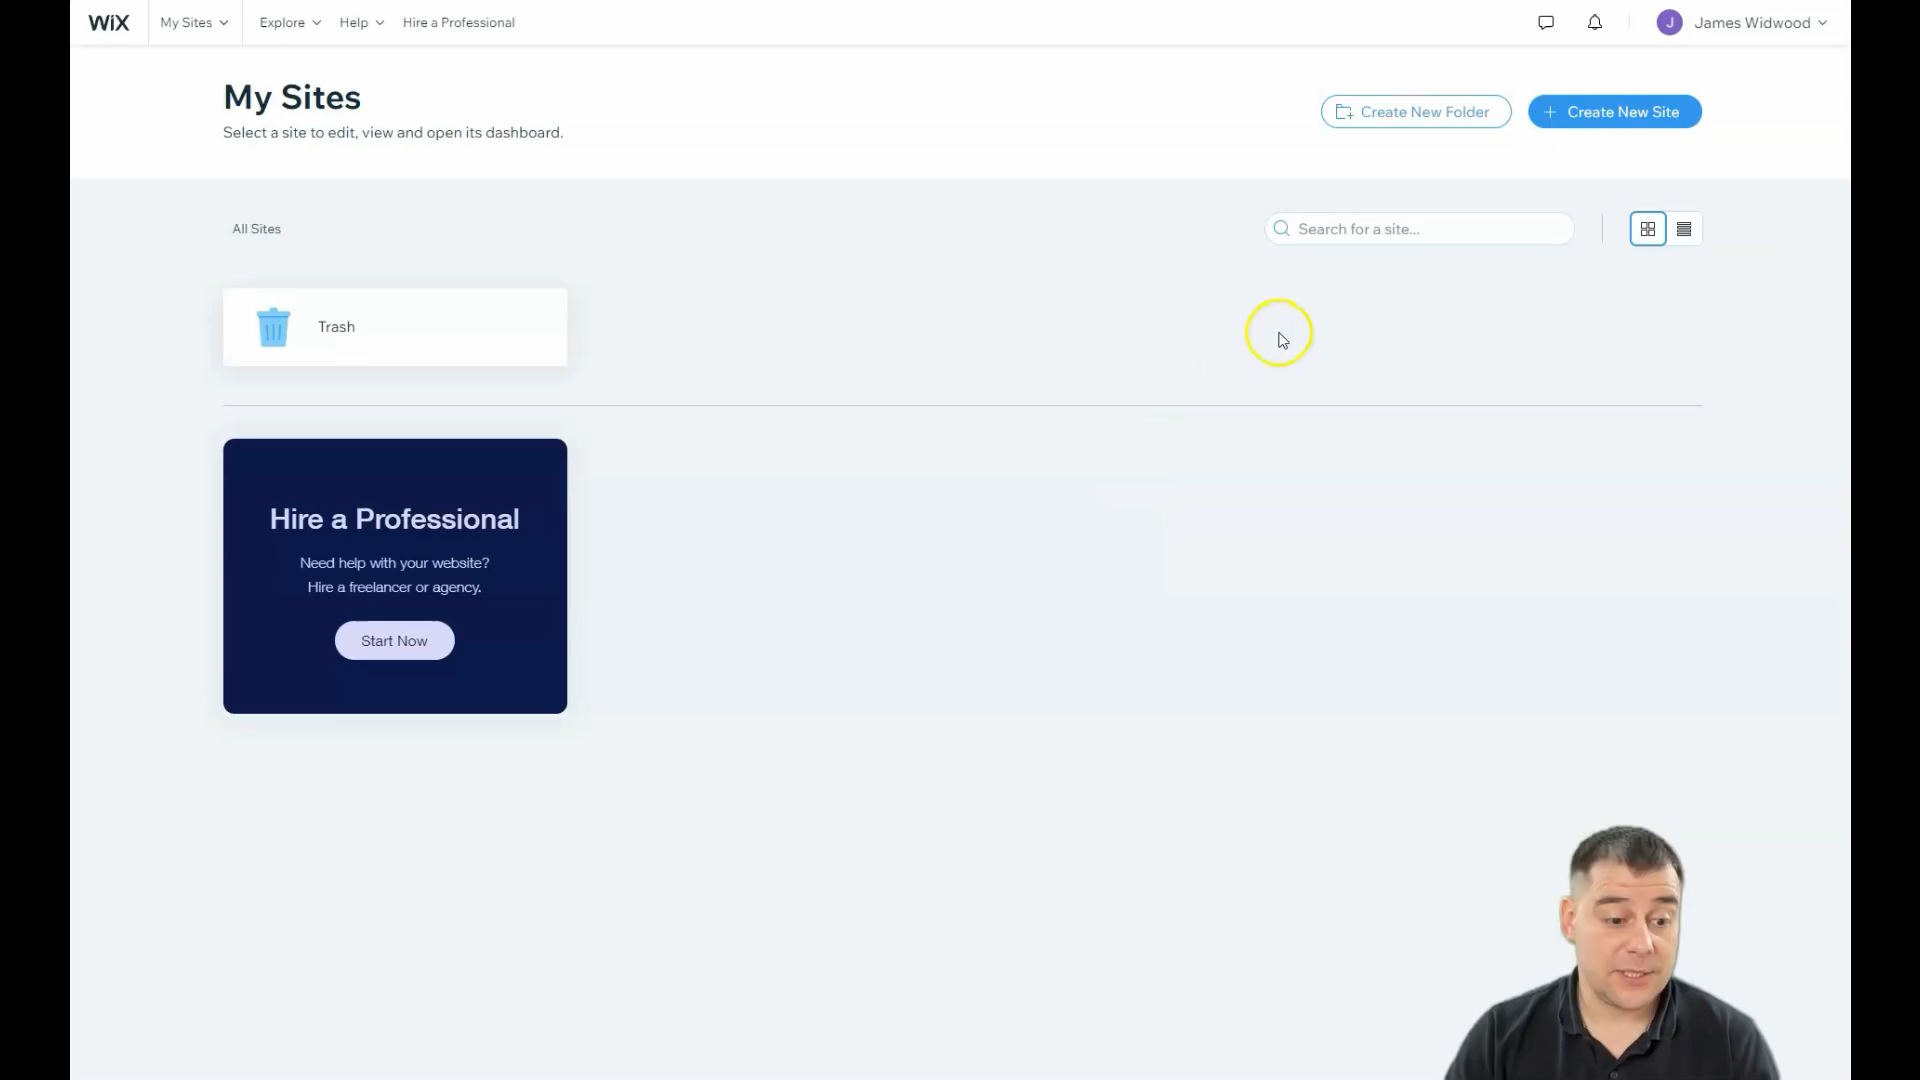 WiX
My Sites
Explore
Help
Hire a Professional
J
James Widwood
My Sites
Select a site to edit, view and open its dashboard.
Create New Folder
+ Create New Site
All Sites
Search for a site...
Trash
Hire a Professional
Need help with your website?
Hire a freelancer or agency.
Start Now